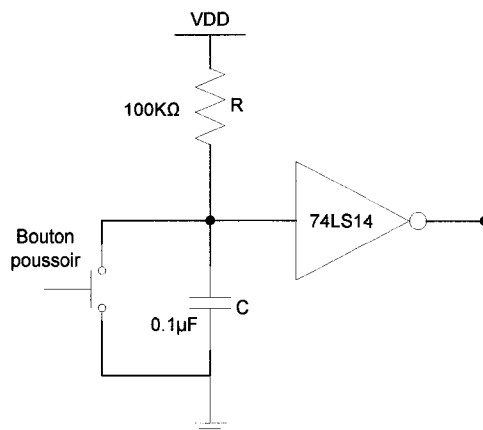 VDD
100KΩ
R
74LS14
Bouton
poussoir
0.1µF
C